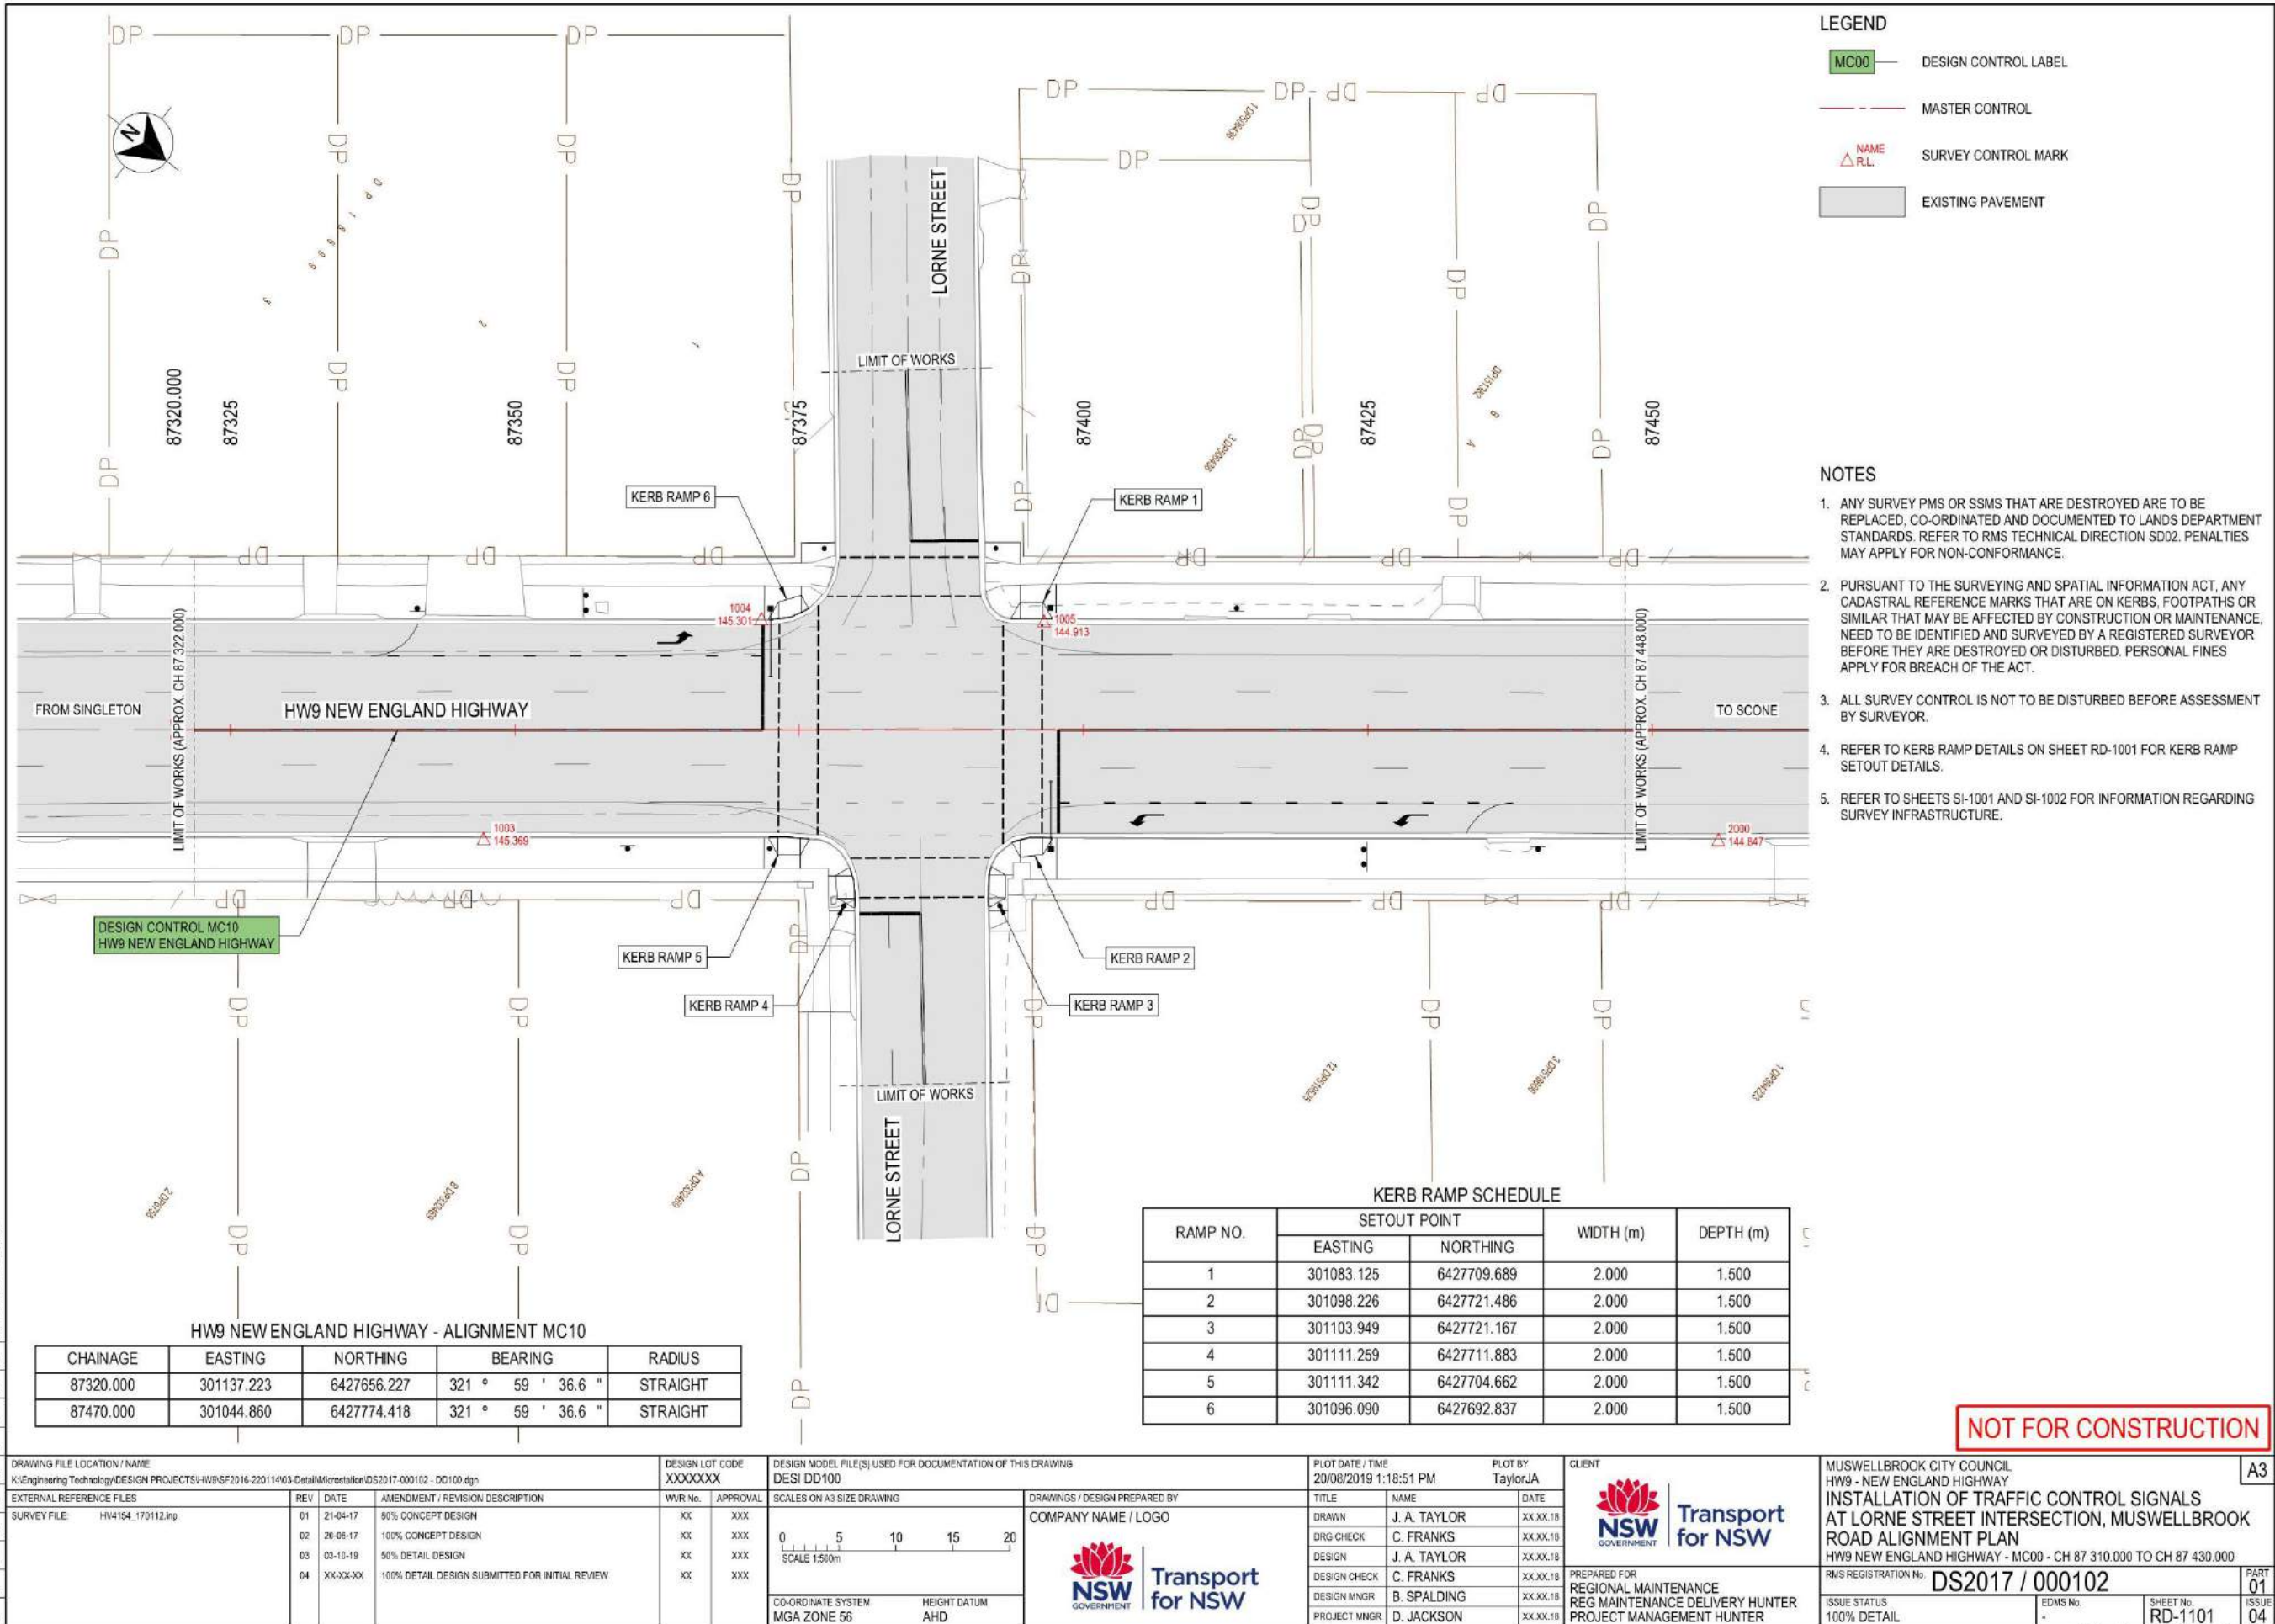 LEGEND
MC00
DESIGN CONTROL LABEL
MASTER CONTROL
NAME
R.L.
SURVEY CONTROL MARK
EXISTING PAVEMENT
NOTES
1. ANY SURVEY PMS OR SSMS THAT ARE DESTROYED ARE TO BE
REPLACED, CO-ORDINATED AND DOCUMENTED TO LANDS DEPARTMENT
STANDARDS. REFER TO RMS TECHNICAL DIRECTION SD02. PENALTIES
MAY APPLY FOR NON-CONFORMANCE.
2. PURSUANT TO THE SURVEYING AND SPATIAL INFORMATION ACT, ANY
CADASTRAL REFERENCE MARKS THAT ARE ON KERBS, FOOTPATHS OR
SIMILAR THAT MAY BE AFFECTED BY CONSTRUCTION OR MAINTENANCE,
NEED TO BE IDENTIFIED AND SURVEYED BY A REGISTERED SURVEYOR
BEFORE THEY ARE DESTROYED OR DISTURBED. PERSONAL FINES
APPLY FOR BREACH OF THE ACT.
3. ALL SURVEY CONTROL IS NOT TO BE DISTURBED BEFORE ASSESSMENT
BY SURVEYOR.
4. REFER TO KERB RAMP DETAILS ON SHEET RD-1001 FOR KERB RAMP
SETOUT DETAILS.
5. REFER TO SHEETS SI-1001 AND SI-1002 FOR INFORMATION REGARDING
SURVEY INFRASTRUCTURE.
N
DP DP DP
DP DP DP DP
LORNE STREET
LIMIT OF WORKS
87320.000 87325 87350 87375 87400 87425 87450
KERB RAMP 6
KERB RAMP 1
1004
145.301
1005
144.913
LIMIT OF WORKS (APPROX. CH 87 322.000)
LIMIT OF WORKS (APPROX. CH 87 448.000)
FROM SINGLETON
HW9 NEW ENGLAND HIGHWAY
TO SCONE
1003
145.369
2000
144.847
DESIGN CONTROL MC10
HW9 NEW ENGLAND HIGHWAY
KERB RAMP 5
KERB RAMP 2
KERB RAMP 4
KERB RAMP 3
LIMIT OF WORKS
LORNE STREET
KERB RAMP SCHEDULE
RAMP NO. SETOUT POINT WIDTH (m) DEPTH (m)
EASTING NORTHING
1 301083.125 6427709.689 2.000 1.500
2 301098.226 6427721.486 2.000 1.500
3 301103.949 6427721.167 2.000 1.500
4 301111.259 6427711.883 2.000 1.500
5 301111.342 6427704.662 2.000 1.500
6 301096.090 6427692.837 2.000 1.500
HW9 NEW ENGLAND HIGHWAY - ALIGNMENT MC10
CHAINAGE EASTING NORTHING BEARING RADIUS
87320.000 301137.223 6427656.227 321 ° 59 ' 36.6 " STRAIGHT
87470.000 301044.860 6427774.418 321 ° 59 ' 36.6 " STRAIGHT
NOT FOR CONSTRUCTION
DRAWING FILE LOCATION / NAME
K:\Engineering Technology\DESIGN PROJECTS\HW9\SF2016-220114\03-Detail\Microstation\DS2017-000102 - DD100.dgn
DESIGN LOT CODE
XXXXXXX
DESIGN MODEL FILE(S) USED FOR DOCUMENTATION OF THIS DRAWING
DESI DD100
PLOT DATE / TIME
20/08/2019 1:18:51 PM
PLOT BY
TaylorJA
EXTERNAL REFERENCE FILES
SURVEY FILE: HV4154_170112.inp
REV DATE AMENDMENT / REVISION DESCRIPTION WVR No. APPROVAL
01 21-04-17 80% CONCEPT DESIGN XX XXX
02 20-06-17 100% CONCEPT DESIGN XX XXX
03 03-10-19 50% DETAIL DESIGN XX XXX
04 XX-XX-XX 100% DETAIL DESIGN SUBMITTED FOR INITIAL REVIEW XX XXX
SCALES ON A3 SIZE DRAWING
0 5 10 15 20
SCALE 1:500m
CO-ORDINATE SYSTEM
MGA ZONE 56
HEIGHT DATUM
AHD
DRAWINGS / DESIGN PREPARED BY
COMPANY NAME / LOGO
NSW
GOVERNMENT
Transport
for NSW
TITLE NAME DATE
DRAWN J. A. TAYLOR XX.XX.18
DRG CHECK C. FRANKS XX.XX.18
DESIGN J. A. TAYLOR XX.XX.18
DESIGN CHECK C. FRANKS XX.XX.18
DESIGN MNGR B. SPALDING XX.XX.18
PROJECT MNGR D. JACKSON XX.XX.18
CLIENT
NSW
GOVERNMENT
Transport
for NSW
PREPARED FOR
REGIONAL MAINTENANCE
REG MAINTENANCE DELIVERY HUNTER
PROJECT MANAGEMENT HUNTER
MUSWELLBROOK CITY COUNCIL
HW9 - NEW ENGLAND HIGHWAY
INSTALLATION OF TRAFFIC CONTROL SIGNALS
AT LORNE STREET INTERSECTION, MUSWELLBROOK
ROAD ALIGNMENT PLAN
HW9 NEW ENGLAND HIGHWAY - MC00 - CH 87 310.000 TO CH 87 430.000
A3
RMS REGISTRATION No. DS2017 / 000102
PART
01
ISSUE STATUS
100% DETAIL
EDMS No.
-
SHEET No.
RD-1101
ISSUE
04